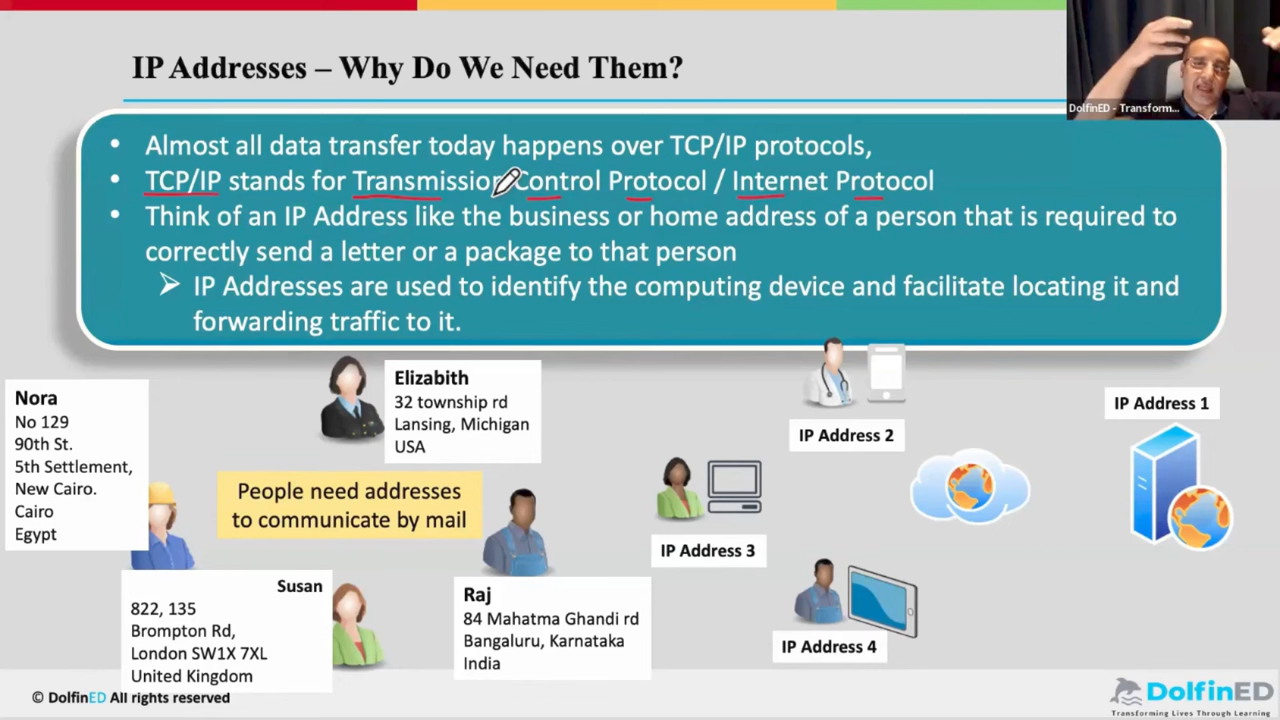 IP Addresses – Why Do We Need Them?
DolfinED - Transform...
• Almost all data transfer today happens over TCP/IP protocols,
• TCP/IP stands for Transmission Control Protocol / Internet Protocol
• Think of an IP Address like the business or home address of a person that is required to
correctly send a letter or a package to that person
➢ IP Addresses are used to identify the computing device and facilitate locating it and
forwarding traffic to it.
Nora
No 129
90th St.
5th Settlement,
New Cairo.
Cairo
Egypt
Elizabith
32 township rd
Lansing, Michigan
USA
People need addresses
to communicate by mail
Susan
822, 135
Brompton Rd,
London SW1X 7XL
United Kingdom
Raj
84 Mahatma Ghandi rd
Bangaluru, Karnataka
India
IP Address 2
IP Address 1
IP Address 3
IP Address 4
© DolfinED All rights reserved
DolfinED
Transforming Lives Through Learning